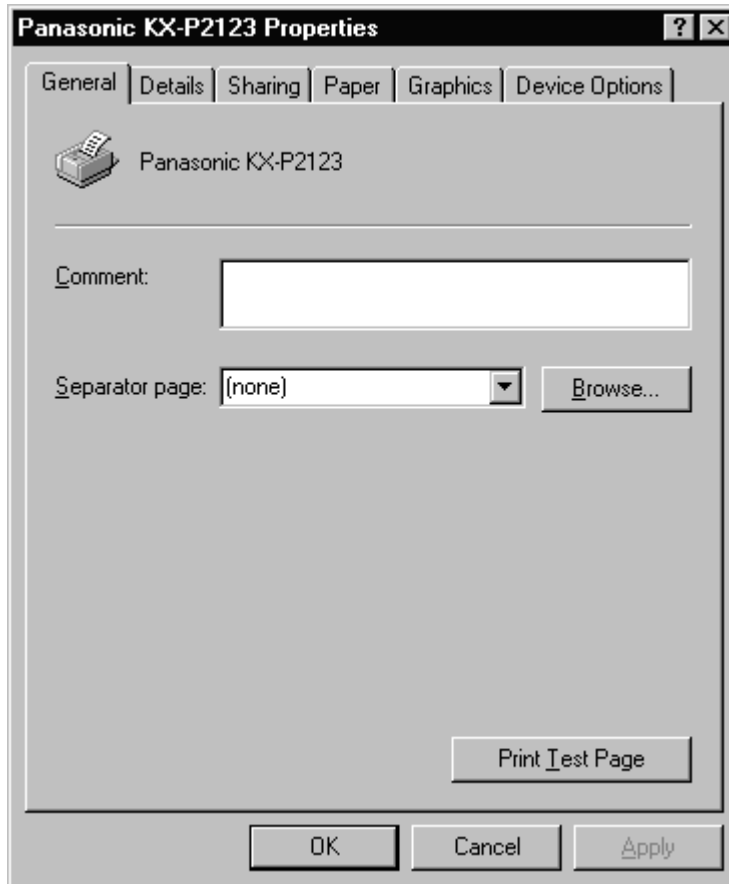 Panasonic KX-P2123 Properties
General Details Sharing Paper Graphics Device Options
Panasonic KX-P2123
Comment:
Separator page: (none) Browse...
Print Test Page
OK Cancel Apply